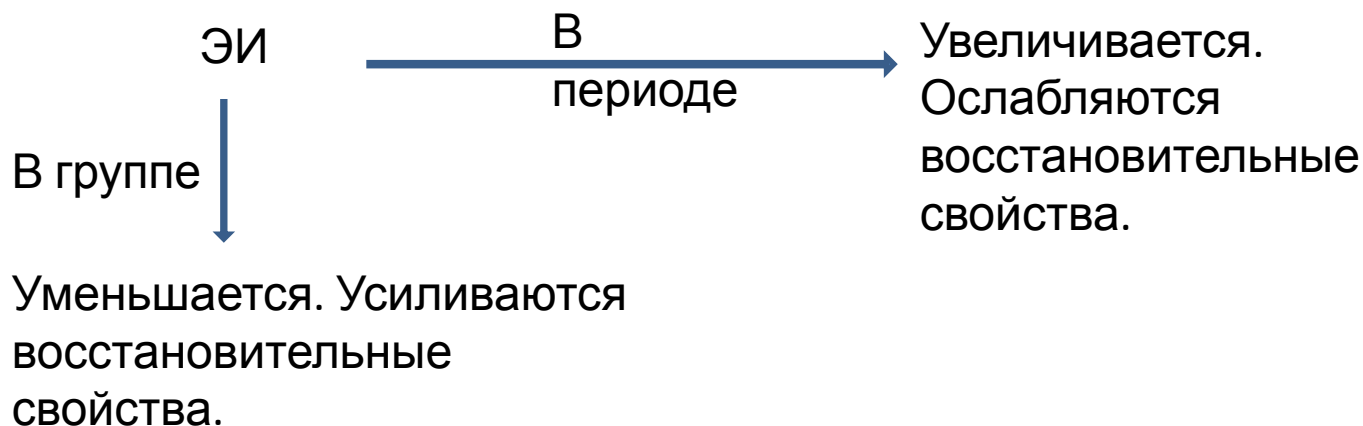 ЭИ
В
периоде
Увеличивается.
Ослабляются
восстановительные
свойства.
В группе
Уменьшается. Усиливаются
восстановительные
свойства.